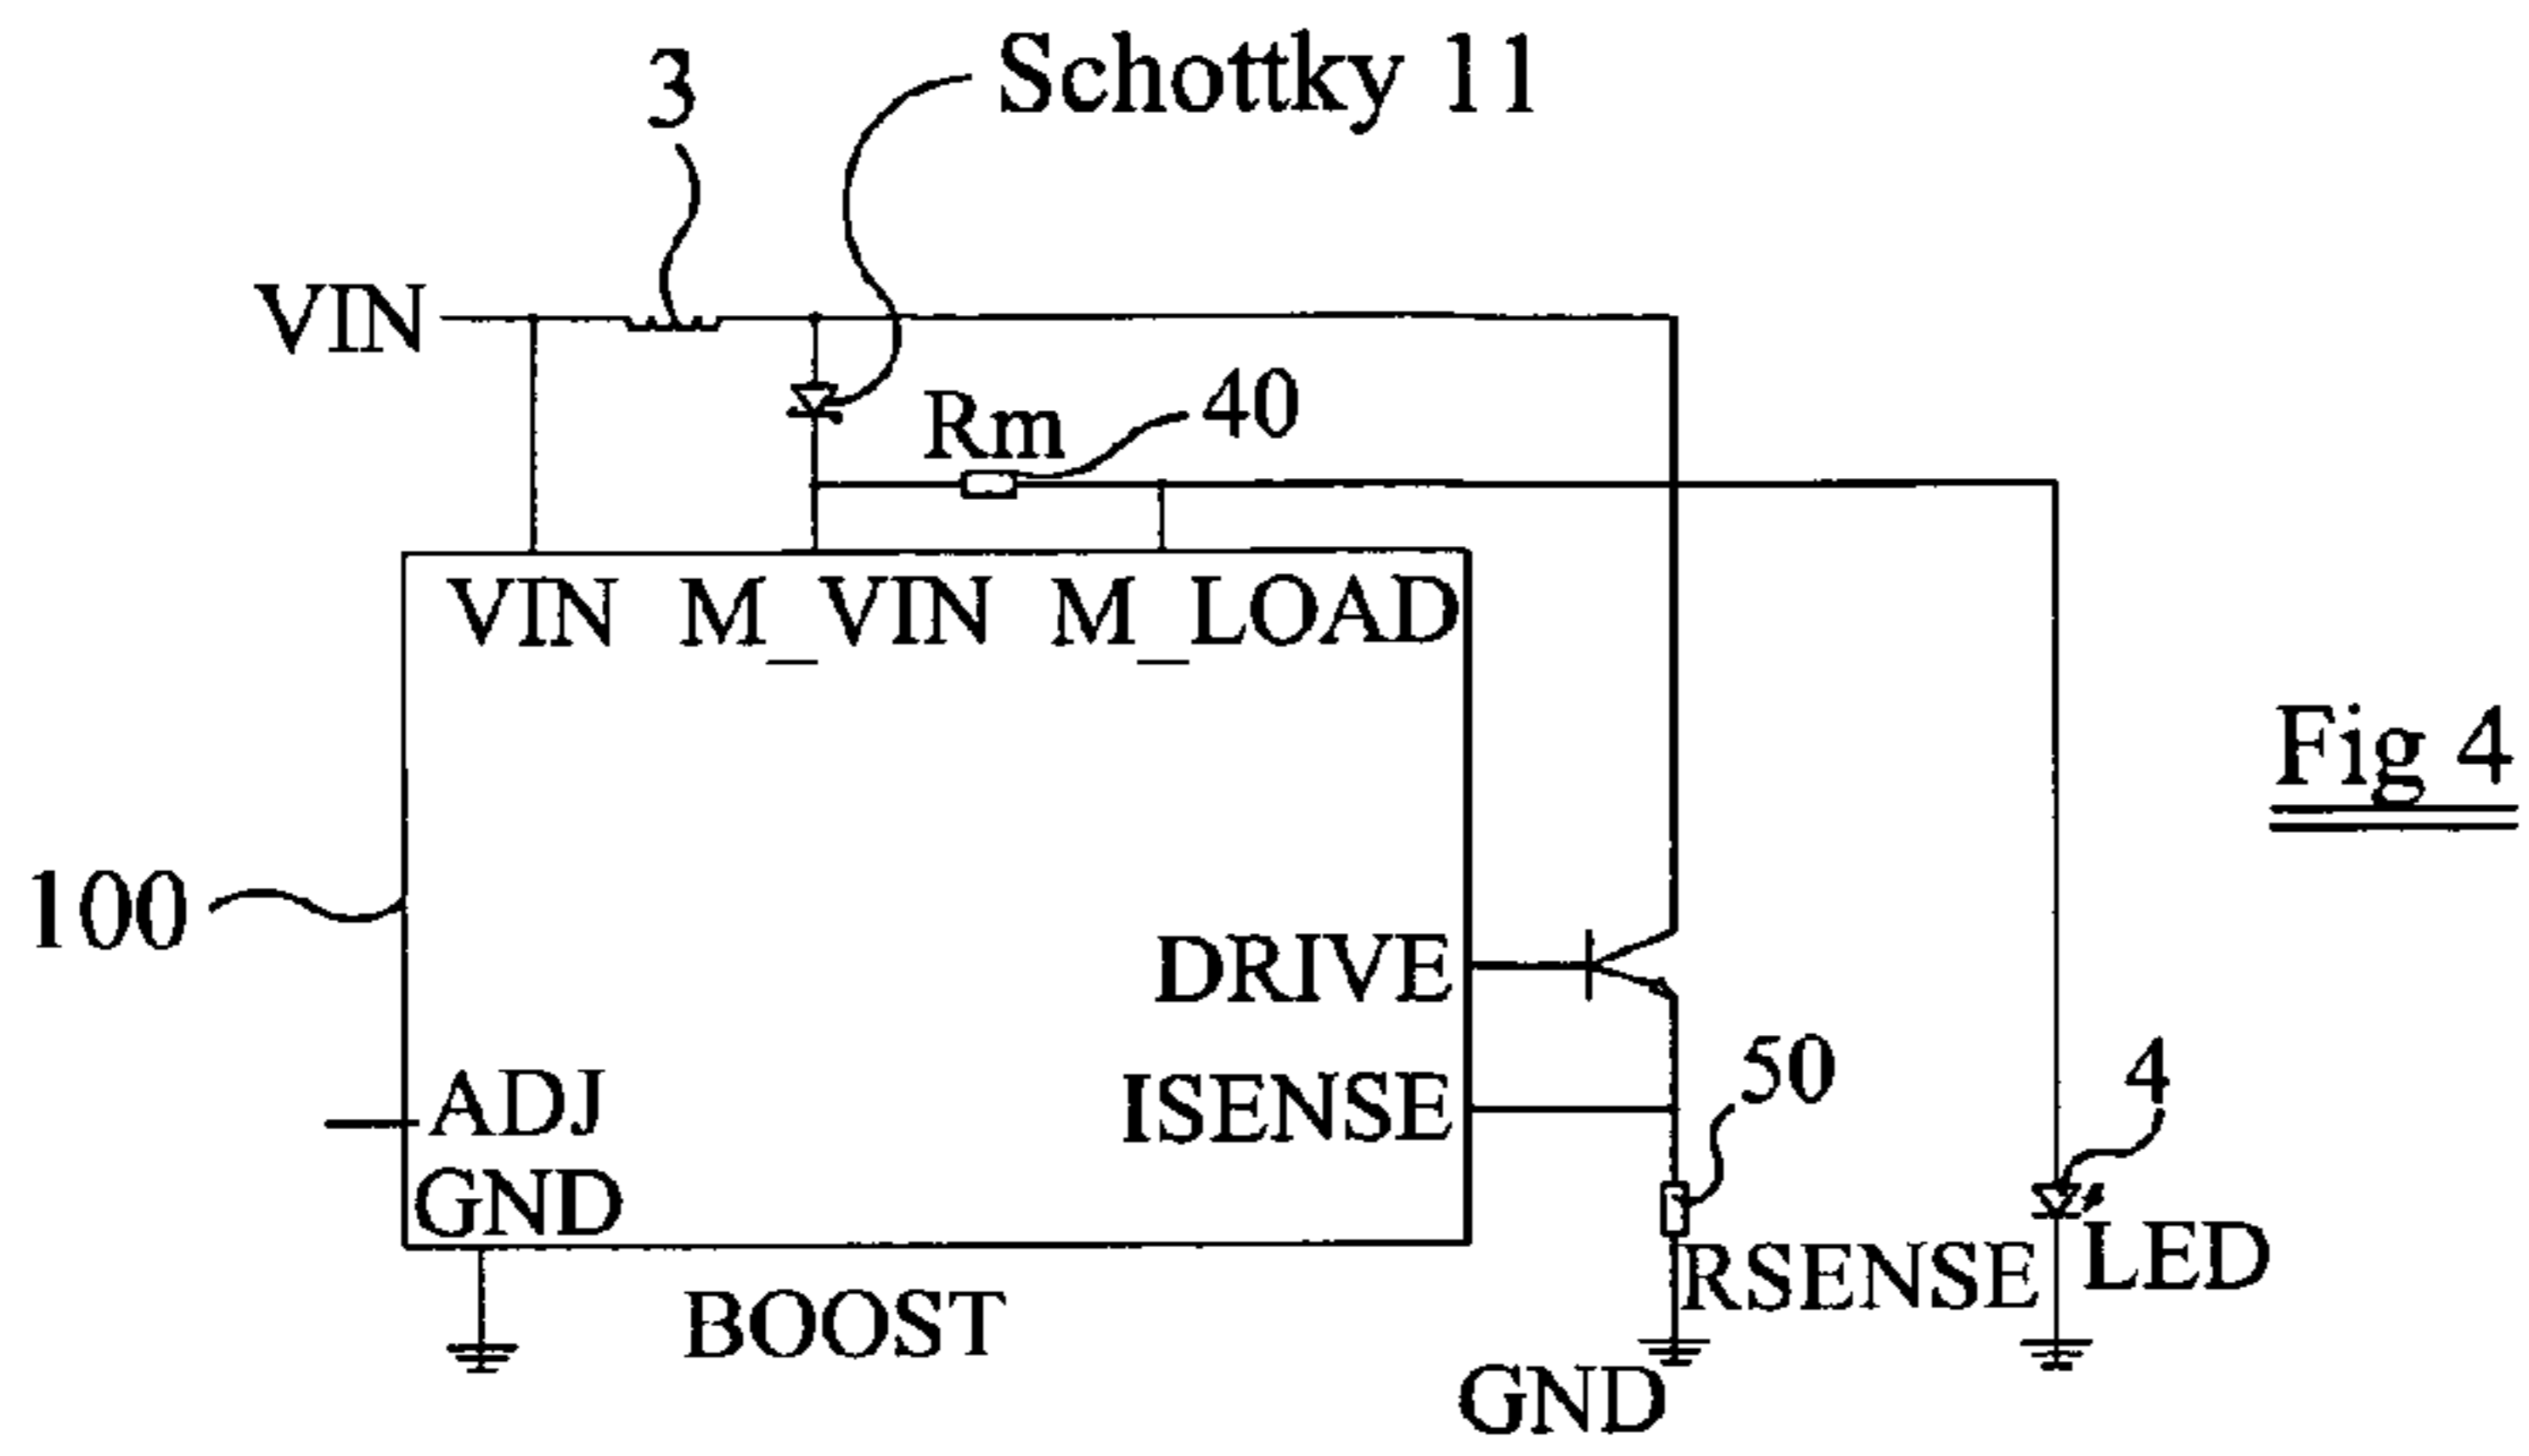 Schottky 11
3
VIN
Rm
40
VIN M_VIN M_LOAD
Fig 4
100
DRIVE
50
4
ADJ
ISENSE
GND
LED
RSENSE
BOOST
GND